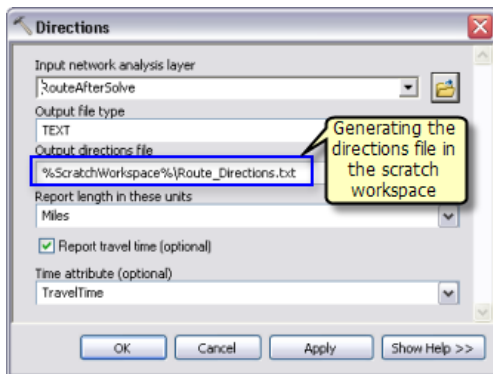 Directions
Input network analysis layer
RouteAfterSolve
Output file type
TEXT
Generating the
directions file in
the scratch
workspace
Output directions file
%ScratchWorkspace%\Route_Directions.txt
Report length in these units
Miles
Report travel time (optional)
Time attribute (optional)
TravelTime
OK
Cancel
Apply
Show Help >>